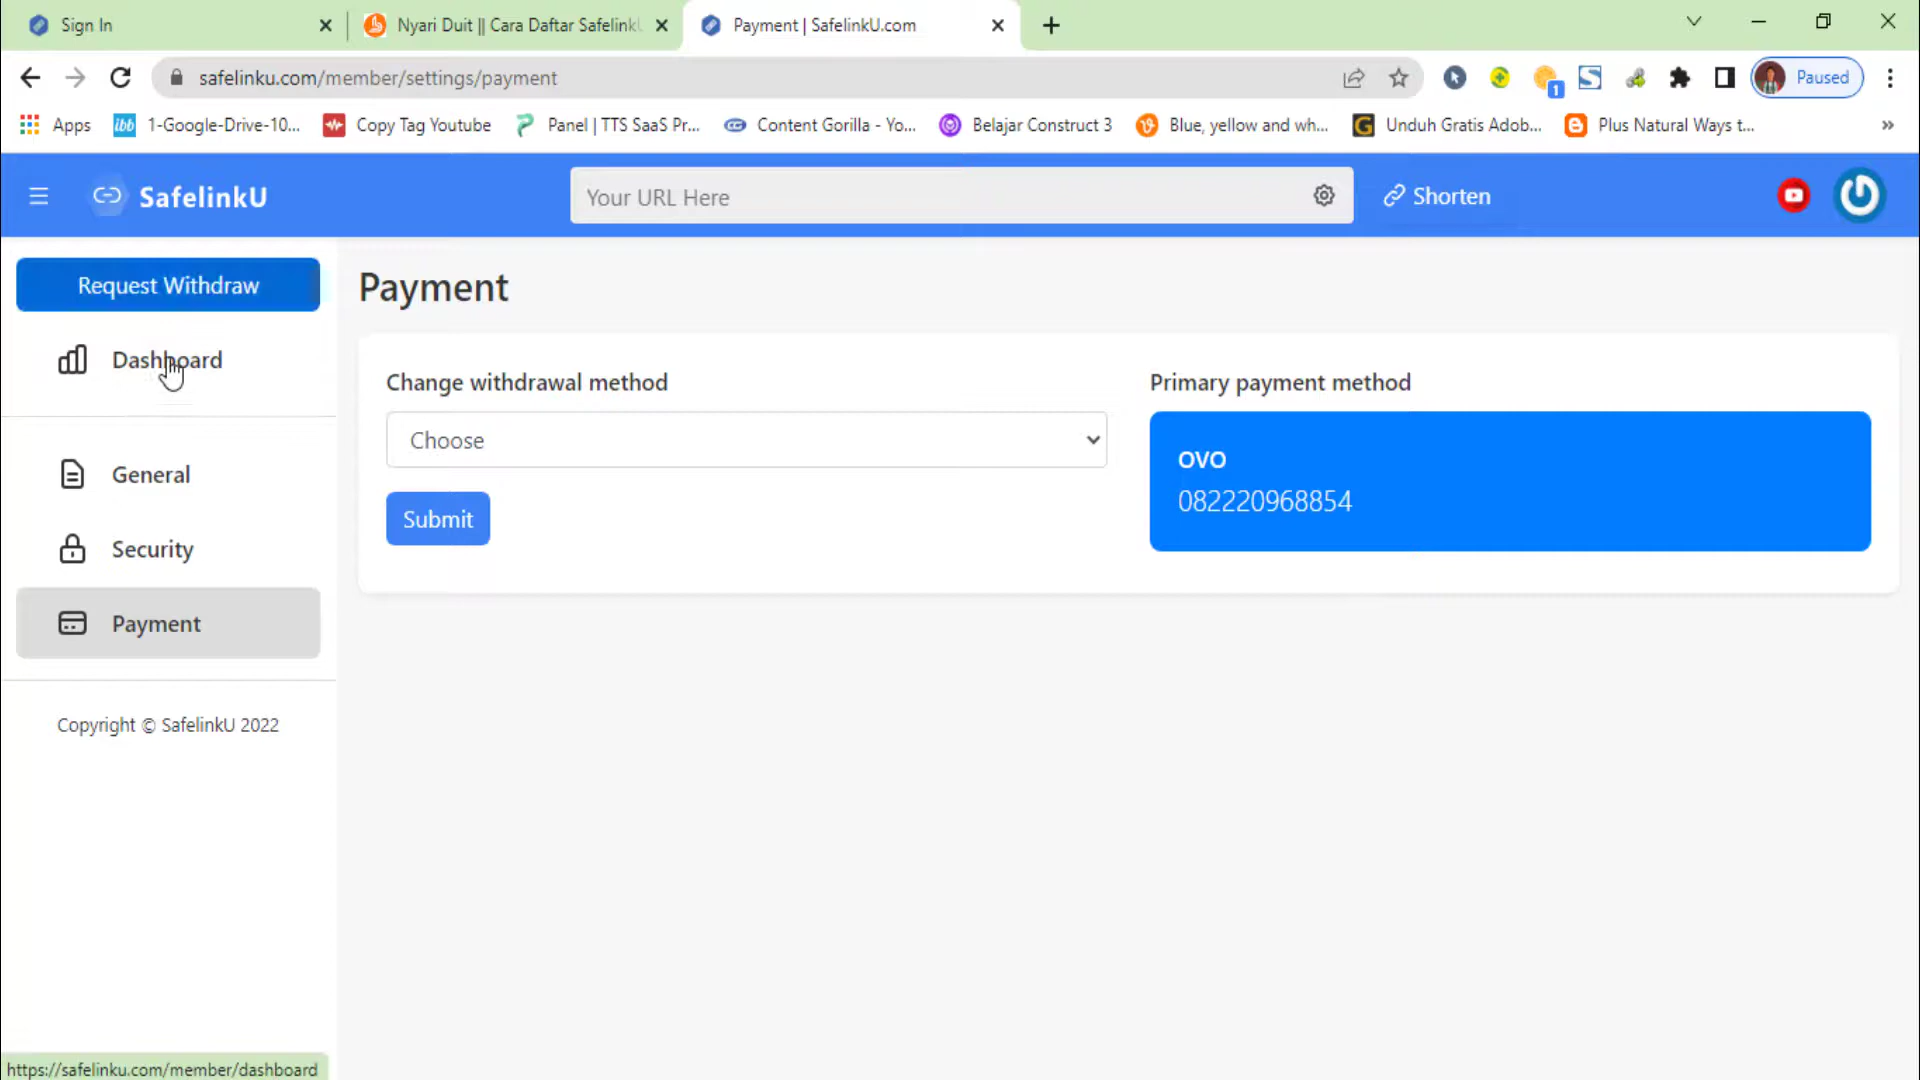 Sign In
Nyari Duit || Cara Daftar Safelink
Payment | SafelinkU.com
safelinku.com/member/settings/payment
1
Paused
Apps
ibb
1-Google-Drive-10...
Copy Tag Youtube
Panel | TTS SaaS Pr...
Content Gorilla - Yo...
Belajar Construct 3
Blue, yellow and wh...
Unduh Gratis Adob...
Plus Natural Ways t...
»
SafelinkU
Your URL Here
Shorten
Request Withdraw
Dashboard
General
Security
Payment
Copyright © SafelinkU 2022
Payment
Change withdrawal method
Choose
Submit
Primary payment method
OVO
082220968854
https://safelinku.com/member/dashboard